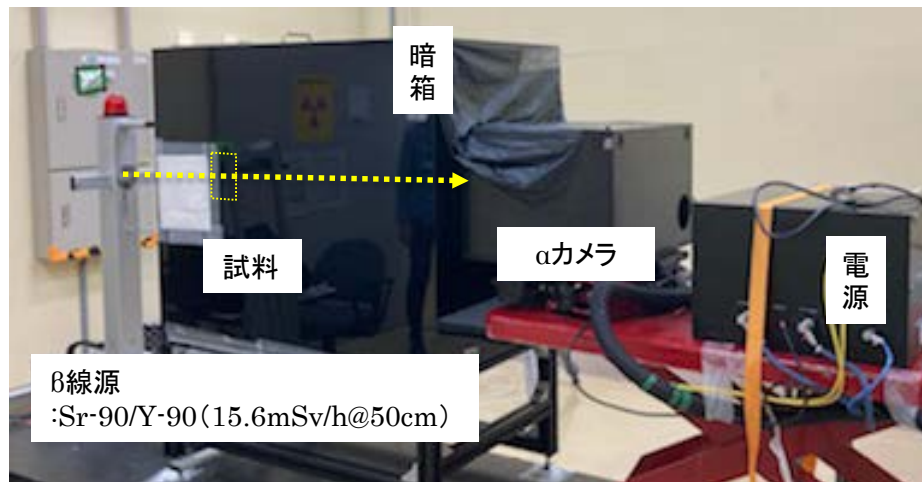 暗
箱
試料
αカメラ
電
源
β線源
:Sr-90/Y-90(15.6mSv/h@50cm)